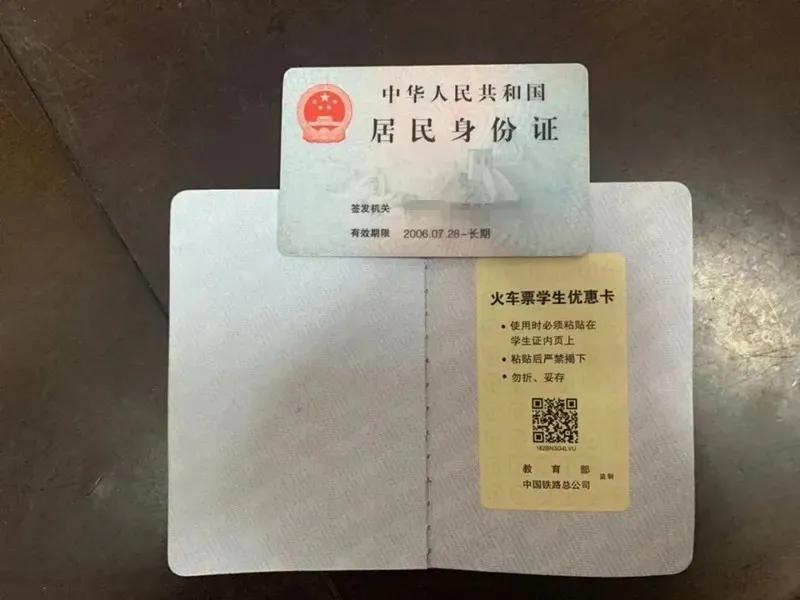 中华人民共和国
居民身份证
签发机关
有效期限 2006.07.28-长期
火车票学生优惠卡
• 使用时必须粘贴在
学生证内页上
• 粘贴后严禁揭下
• 勿折、妥存
教育部
中国铁路总公司 监制